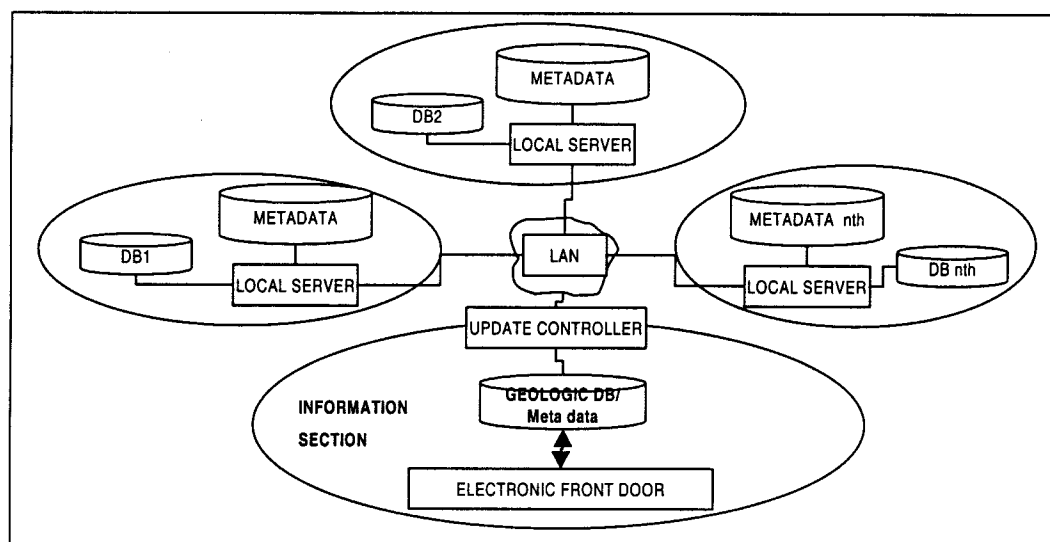 METADATA
DB2
LOCAL SERVER
METADATA
DB1
LOCAL SERVER
LAN
METADATA nth
DB nth
LOCAL SERVER
UPDATE CONTROLLER
GEOLOGIC DB/
Meta data
INFORMATION
SECTION
ELECTRONIC FRONT DOOR